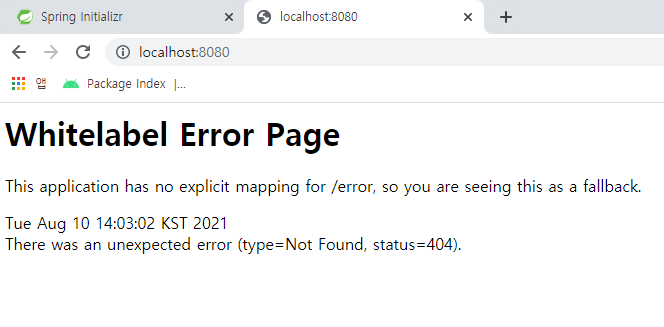 Spring Initializr
localhost:8080
localhost:8080
Package Index |...
Whitelabel Error Page
This application has no explicit mapping for /error, so you are seeing this as a fallback.
Tue Aug 10 14:03:02 KST 2021
There was an unexpected error (type=Not Found, status=404).